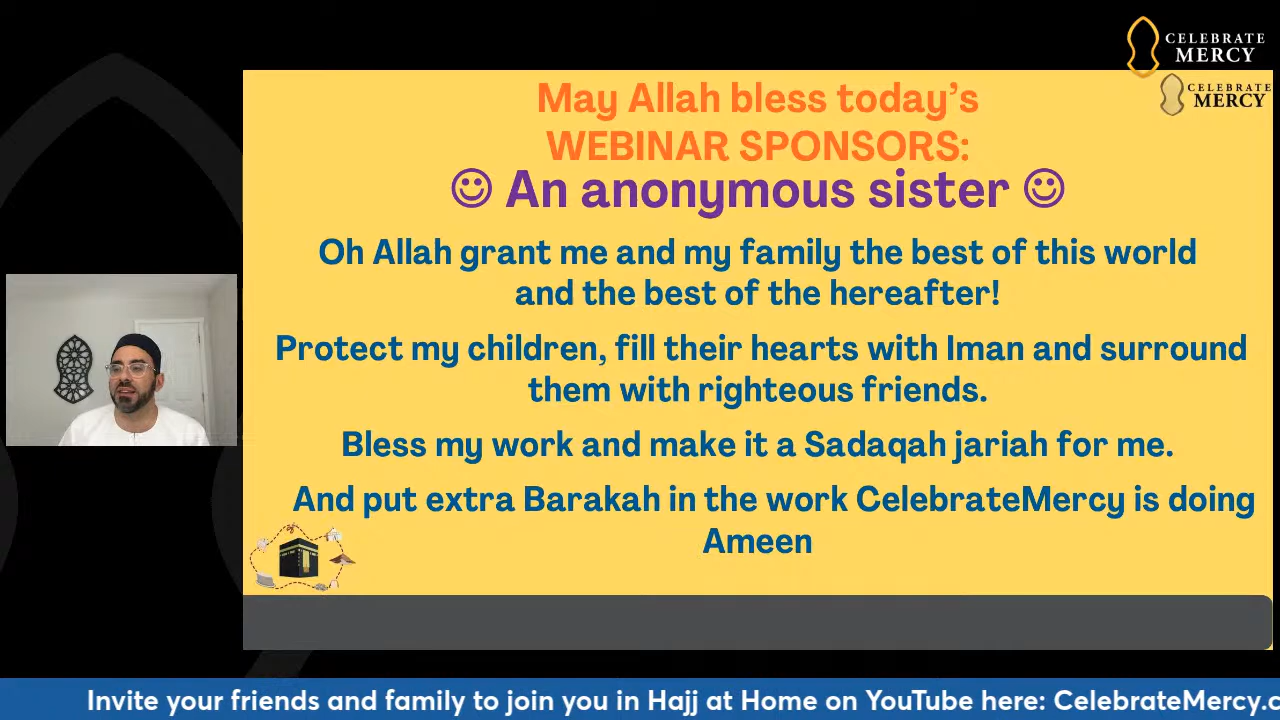 CELEBRATE
MERCY
CELEBRATE
MERCY
May Allah bless today's
WEBINAR SPONSORS:
☺ An anonymous sister ☺
Oh Allah grant me and my family the best of this world
and the best of the hereafter!
Protect my children, fill their hearts with Iman and surround
them with righteous friends.
Bless my work and make it a Sadaqah jariah for me.
And put extra Barakah in the work CelebrateMercy is doing
Ameen
Invite your friends and family to join you in Hajj at Home on YouTube here: CelebrateMercy.c